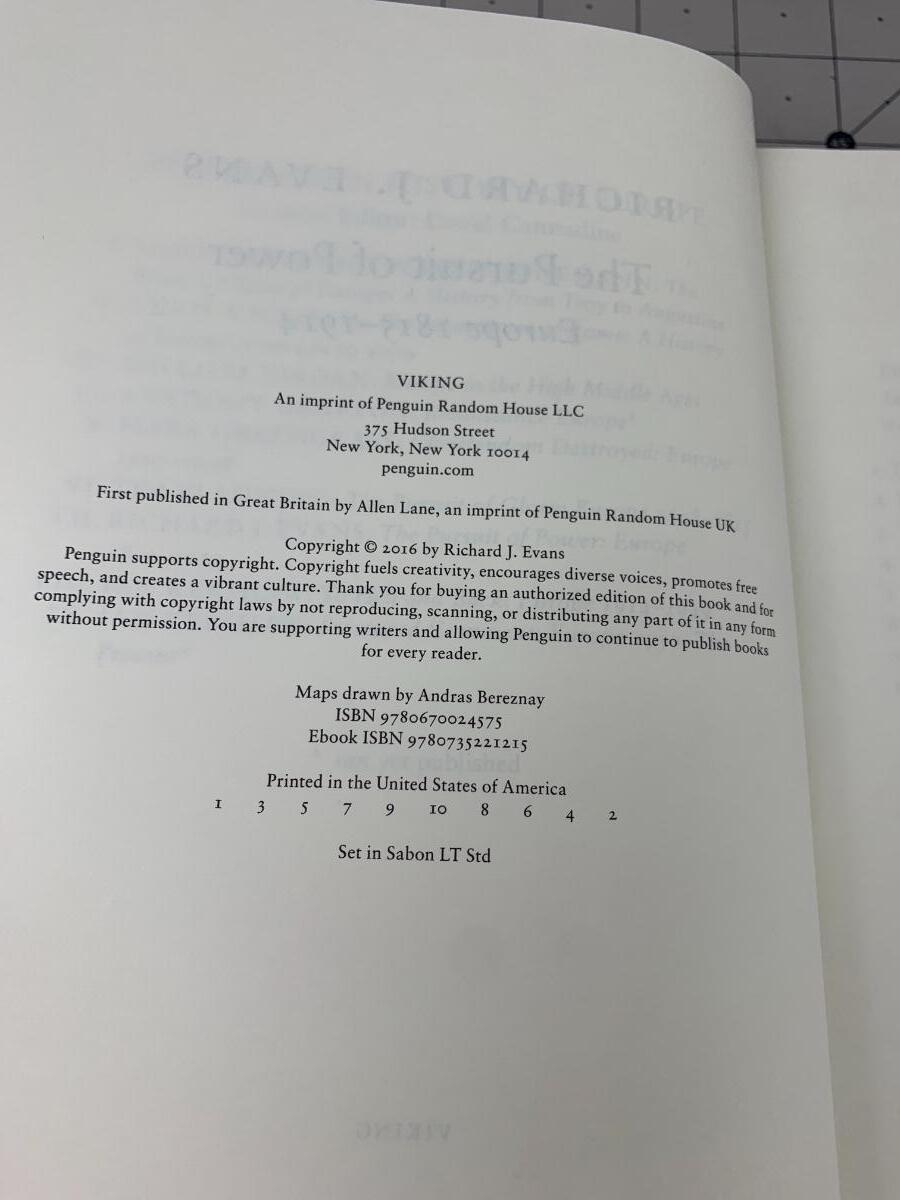 VIKING
An imprint of Penguin Random House LLC
375 Hudson Street
New York, New York 10014
penguin.com
First published in Great Britain by Allen Lane, an imprint of Penguin Random House UK
Copyright © 2016 by Richard J. Evans
Penguin supports copyright. Copyright fuels creativity, encourages diverse voices, promotes free
speech, and creates a vibrant culture. Thank you for buying an authorized edition of this book and for
complying with copyright laws by not reproducing, scanning, or distributing any part of it in any form
without permission. You are supporting writers and allowing Penguin to continue to publish books
for every reader.
Maps drawn by Andras Bereznay
ISBN 9780670024575
Ebook ISBN 9780735221215
Printed in the United States of America
1 3 5 7 9 10 8 6 4 2
Set in Sabon LT Std